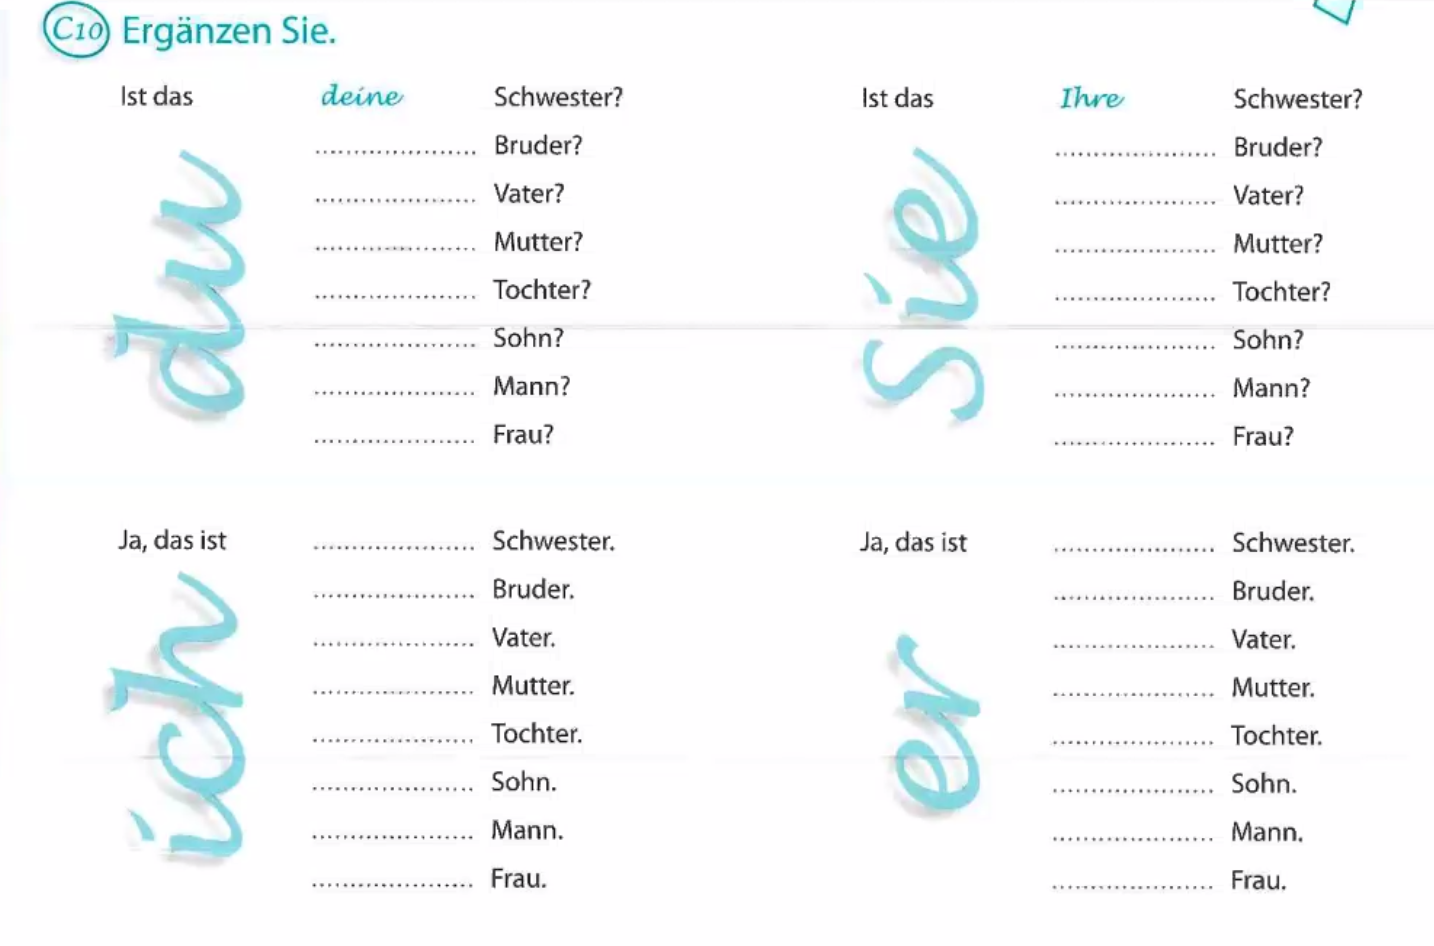 C10 Ergänzen Sie.
Ist das deine Schwester?
..................... Bruder?
..................... Vater?
..................... Mutter?
..................... Tochter?
..................... Sohn?
..................... Mann?
..................... Frau?
du
Ist das Ihre Schwester?
..................... Bruder?
..................... Vater?
..................... Mutter?
..................... Tochter?
..................... Sohn?
..................... Mann?
..................... Frau?
Sie
Ja, das ist ..................... Schwester.
..................... Bruder.
..................... Vater.
..................... Mutter.
..................... Tochter.
..................... Sohn.
..................... Mann.
..................... Frau.
ich
Ja, das ist ..................... Schwester.
..................... Bruder.
..................... Vater.
..................... Mutter.
..................... Tochter.
..................... Sohn.
..................... Mann.
..................... Frau.
er